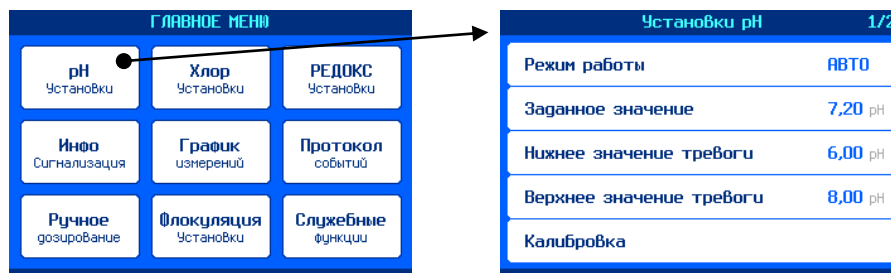 ГЛАВНОЕ МЕНЮ
pH
Установки
Хлор
Установки
РЕДОКС
Установки
Инфо
Сигнализация
График
измерений
Протокол
событий
Ручное
дозирование
Флокуляция
Установки
Служебные
функции
Установки pH 1/2
Режим работы АВТО
Заданное значение 7,20 pH
Нижнее значение тревоги 6,00 pH
Верхнее значение тревоги 8,00 pH
Калибровка